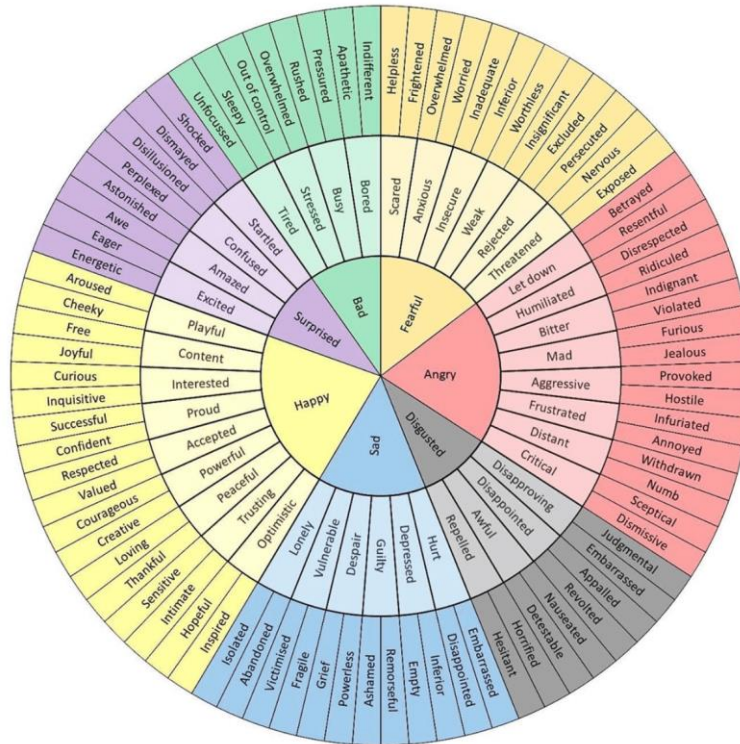 Bad
Fearful
Angry
Disgusted
Sad
Happy
Surprised
Tired
Stressed
Busy
Bored
Scared
Anxious
Insecure
Weak
Rejected
Threatened
Let down
Humiliated
Bitter
Mad
Aggressive
Frustrated
Distant
Critical
Disapproving
Disappointed
Awful
Repelled
Hurt
Depressed
Guilty
Despair
Vulnerable
Lonely
Optimistic
Trusting
Peaceful
Powerful
Accepted
Proud
Interested
Content
Playful
Excited
Amazed
Confused
Startled
Unfocussed
Sleepy
Out of control
Overwhelmed
Rushed
Pressured
Apathetic
Indifferent
Helpless
Frightened
Overwhelmed
Worried
Inadequate
Inferior
Worthless
Insignificant
Excluded
Persecuted
Nervous
Exposed
Betrayed
Resentful
Disrespected
Ridiculed
Indignant
Violated
Furious
Jealous
Provoked
Hostile
Infuriated
Annoyed
Withdrawn
Numb
Sceptical
Dismissive
Judgmental
Embarrassed
Appalled
Revolted
Nauseated
Detestable
Horrified
Hesitant
Embarrassed
Disappointed
Inferior
Empty
Remorseful
Ashamed
Powerless
Grief
Fragile
Victimised
Abandoned
Isolated
Inspired
Hopeful
Intimate
Sensitive
Thankful
Loving
Creative
Courageous
Valued
Respected
Confident
Successful
Inquisitive
Curious
Joyful
Free
Cheeky
Aroused
Energetic
Eager
Awe
Astonished
Perplexed
Disillusioned
Dismayed
Shocked